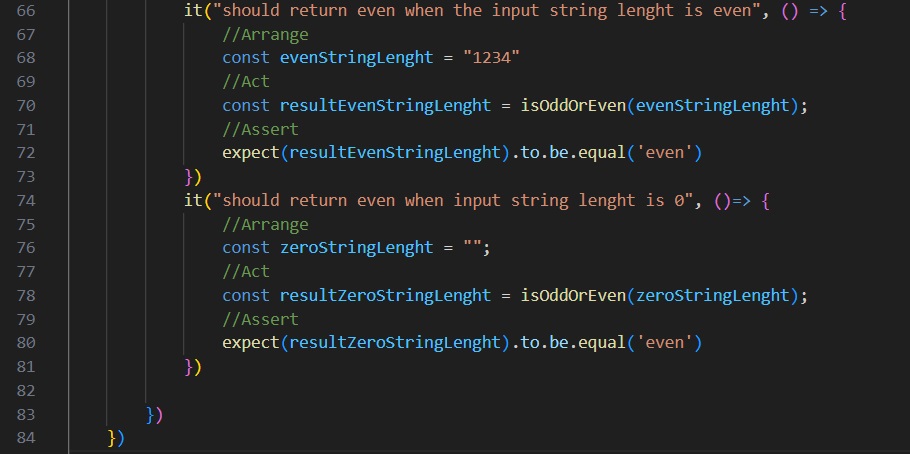 66 it("should return even when the input string lenght is even", () => {
67 //Arrange
68 const evenStringLenght = "1234"
69 //Act
70 const resultEvenStringLenght = isOddOrEven(evenStringLenght);
71 //Assert
72 expect(resultEvenStringLenght).to.be.equal('even')
73 })
74 it("should return even when input string lenght is 0", ()=> {
75 //Arrange
76 const zeroStringLenght = "";
77 //Act
78 const resultZeroStringLenght = isOddOrEven(zeroStringLenght);
79 //Assert
80 expect(resultZeroStringLenght).to.be.equal('even')
81 })
82
83 })
84 })